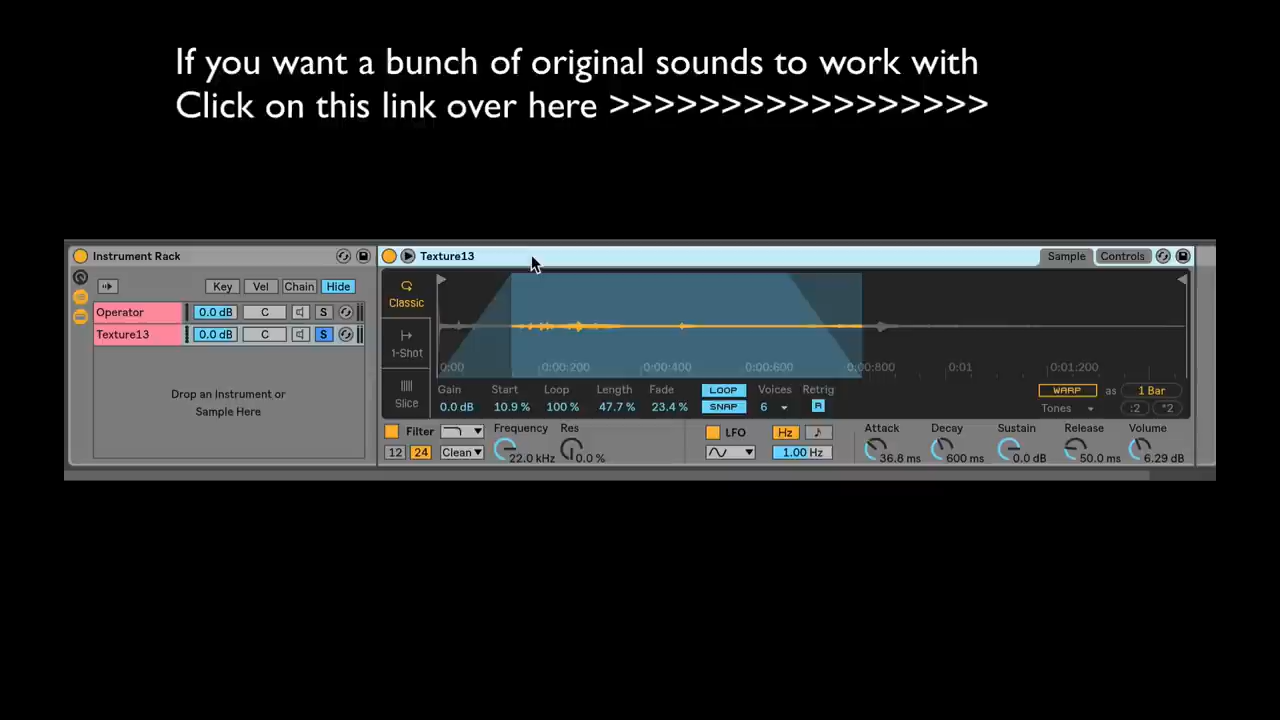 If you want a bunch of original sounds to work with
Click on this link over here >>>>>>>>>>>>>>>>>
Instrument Rack
Key Vel Chain Hide
Operator 0.0 dB C S
Texture13 0.0 dB C S
Drop an Instrument or
Sample Here
Texture13 Sample Controls
Classic
1-Shot
Slice
0:00 0:00:200 0:00:400 0:00:600 0:00:800 0:01 0:01:200
Gain Start Loop Length Fade LOOP Voices Retrig WARP as 1 Bar
0.0 dB 10.9 % 100 % 47.7 % 23.4 % SNAP 6 R Tones :2 *2
Filter Frequency Res LFO Hz Attack Decay Sustain Release Volume
12 24 Clean 22.0 kHz 0.0 % 1.00 Hz 36.8 ms 600 ms 0.0 dB 50.0 ms 6.29 dB